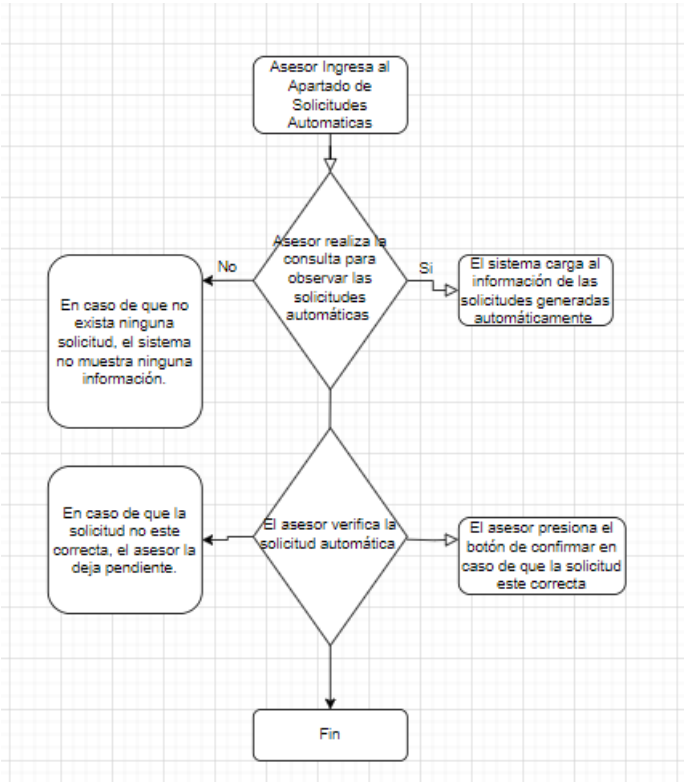 Asesor Ingresa al
Apartado de
Solicitudes
Automaticas
Asesor realiza la
consulta para
observar las
solicitudes
automáticas
No
Si
En caso de que no
exista ninguna
solicitud, el sistema
no muestra ninguna
información.
El sistema carga al
información de las
solicitudes generadas
automáticamente
El asesor verifica la
solicitud automática
En caso de que la
solicitud no este
correcta, el asesor la
deja pendiente.
El asesor presiona el
botón de confirmar en
caso de que la solicitud
este correcta
Fin